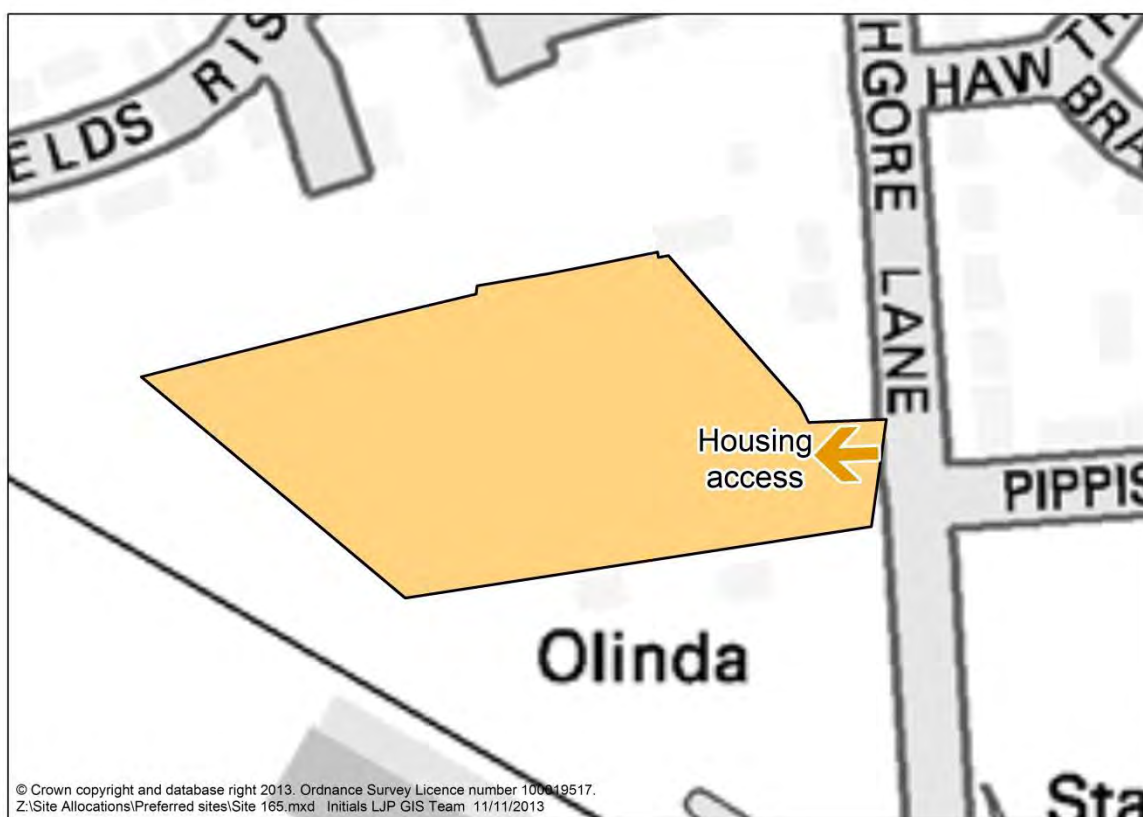 ELDS RIS
HGORE LANE
HAW TH
BRA
Housing
access
PIPPIS
Olinda
Sta
© Crown copyright and database right 2013. Ordnance Survey Licence number 100019517.
Z:\Site Allocations\Preferred sites\Site 165.mxd Initials LJP GIS Team 11/11/2013